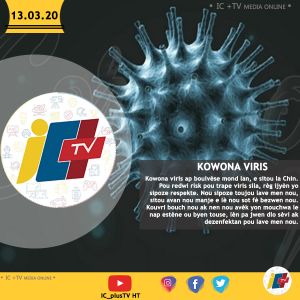 13.03.20
• IC +TV MEDIA ONLINE •
ic+
TV
KOWONA VIRIS
Kowona viris ap boulvèse mond lan, e sitou la Chin.
Pou redwi risk pou trape viris sila, règ ijyèn yo
sipoze respekte. Nou sipoze toujou lave men nou,
sitou avan nou manje e lè nou sot fè bezwen nou.
Kouvri bouch nou ak nen nou avèk yon mouchwa le
nap estène ou byen touse, lèn pa jwen dlo sèvi ak
dezenfektan pou lave men nou.
• IC +TV MEDIA ONLINE •
IC_plusTV HT
ic+
TV